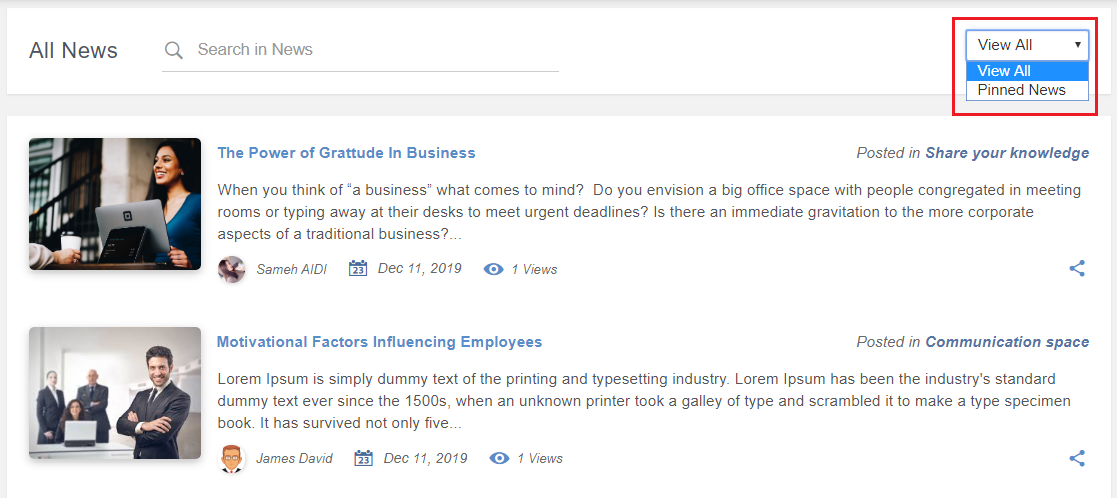 All News
Search in News
View All
View All
Pinned News
The Power of Grattude In Business
Posted in Share your knowledge
When you think of “a business” what comes to mind?  Do you envision a big office space with people congregated in meeting
rooms or typing away at their desks to meet urgent deadlines? Is there an immediate gravitation to the more corporate
aspects of a traditional business?...
Sameh AIDI
23
Dec 11, 2019
1 Views
Motivational Factors Influencing Employees
Posted in Communication space
Lorem Ipsum is simply dummy text of the printing and typesetting industry. Lorem Ipsum has been the industry's standard
dummy text ever since the 1500s, when an unknown printer took a galley of type and scrambled it to make a type specimen
book. It has survived not only five...
James David
23
Dec 11, 2019
1 Views